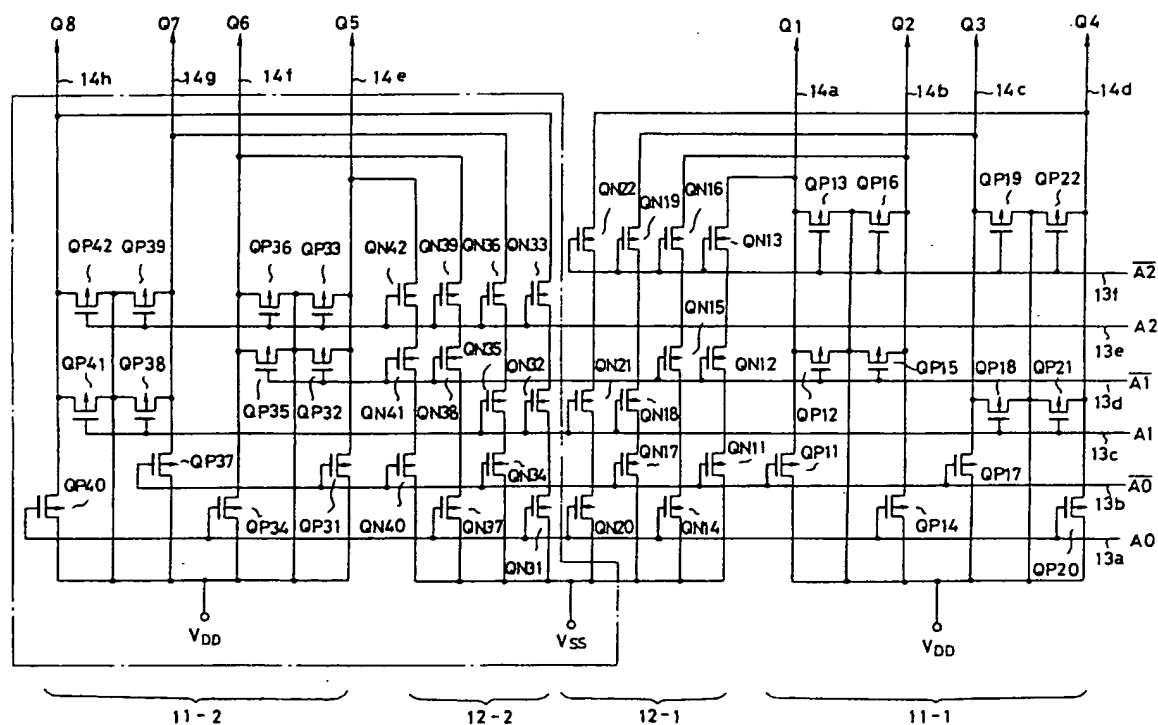 Q8 Q7 Q6 Q5 Q1 Q2 Q3 Q4
14h 14g 14f 14e 14a 14b 14c 14d
QN22 QN16 QP13 QP16 QP19 QP22
QN19
QN13
QP42 QP39 QP36 QP33 QN42 QN39 QN36 QN33
A̅2̅
13f
QN15
A2
13e
QP41 QP38 QN35 QN32 QN21 QN12 QP15 QP18 QP21
A̅1̅
13d
QP35 QP32 QN41 QN38 QN18 QP12
A1
13c
QN17 QN11
QP37 QN34 QP11 QP17
A̅0̅
13b
QP40 QP34 QP31 QN40 QN37 QN20 QN14 QP14
A0
13a
QN31 QP20
VDD VSS VDD
11-2 12-2 12-1 11-1